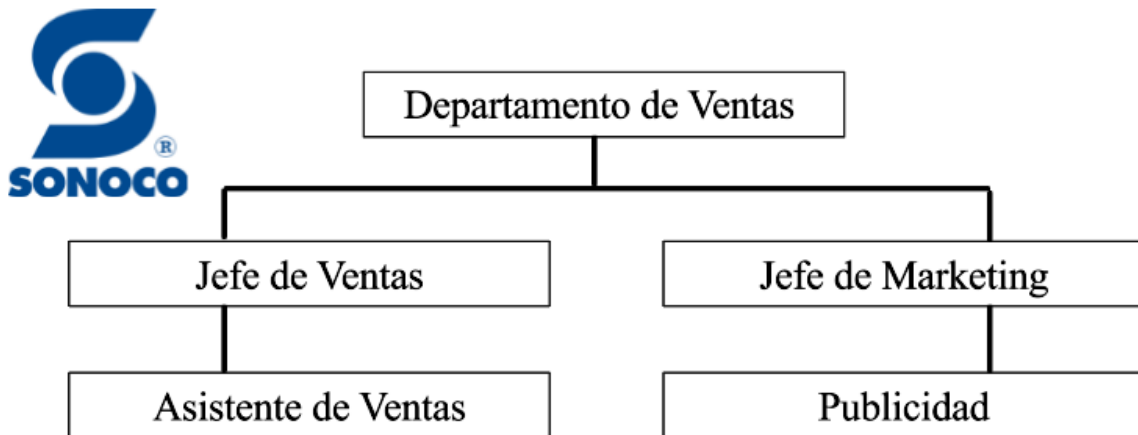 ®
SONOCO
Departamento de Ventas
Jefe de Ventas
Jefe de Marketing
Asistente de Ventas
Publicidad